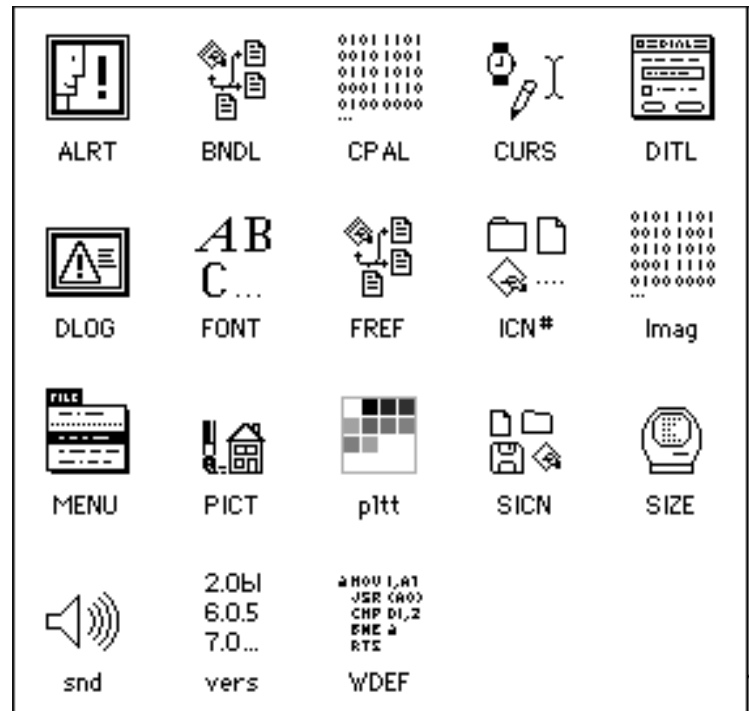 01011101
00101001
01101010
00011110
01000000
...
DIAL
ALRT
BNDL
CPAL
CURS
DITL
AB
C...
01011101
00101001
01101010
00011110
01000000
...
DLOG
FONT
FREF
ICN#
Imag
FILE
MENU
PICT
pltt
SICN
SIZE
2.0b1
6.0.5
7.0...
a MOV 1,A1
JSR (A0)
CMP D1,2
BNE a
RTS
snd
vers
WDEF